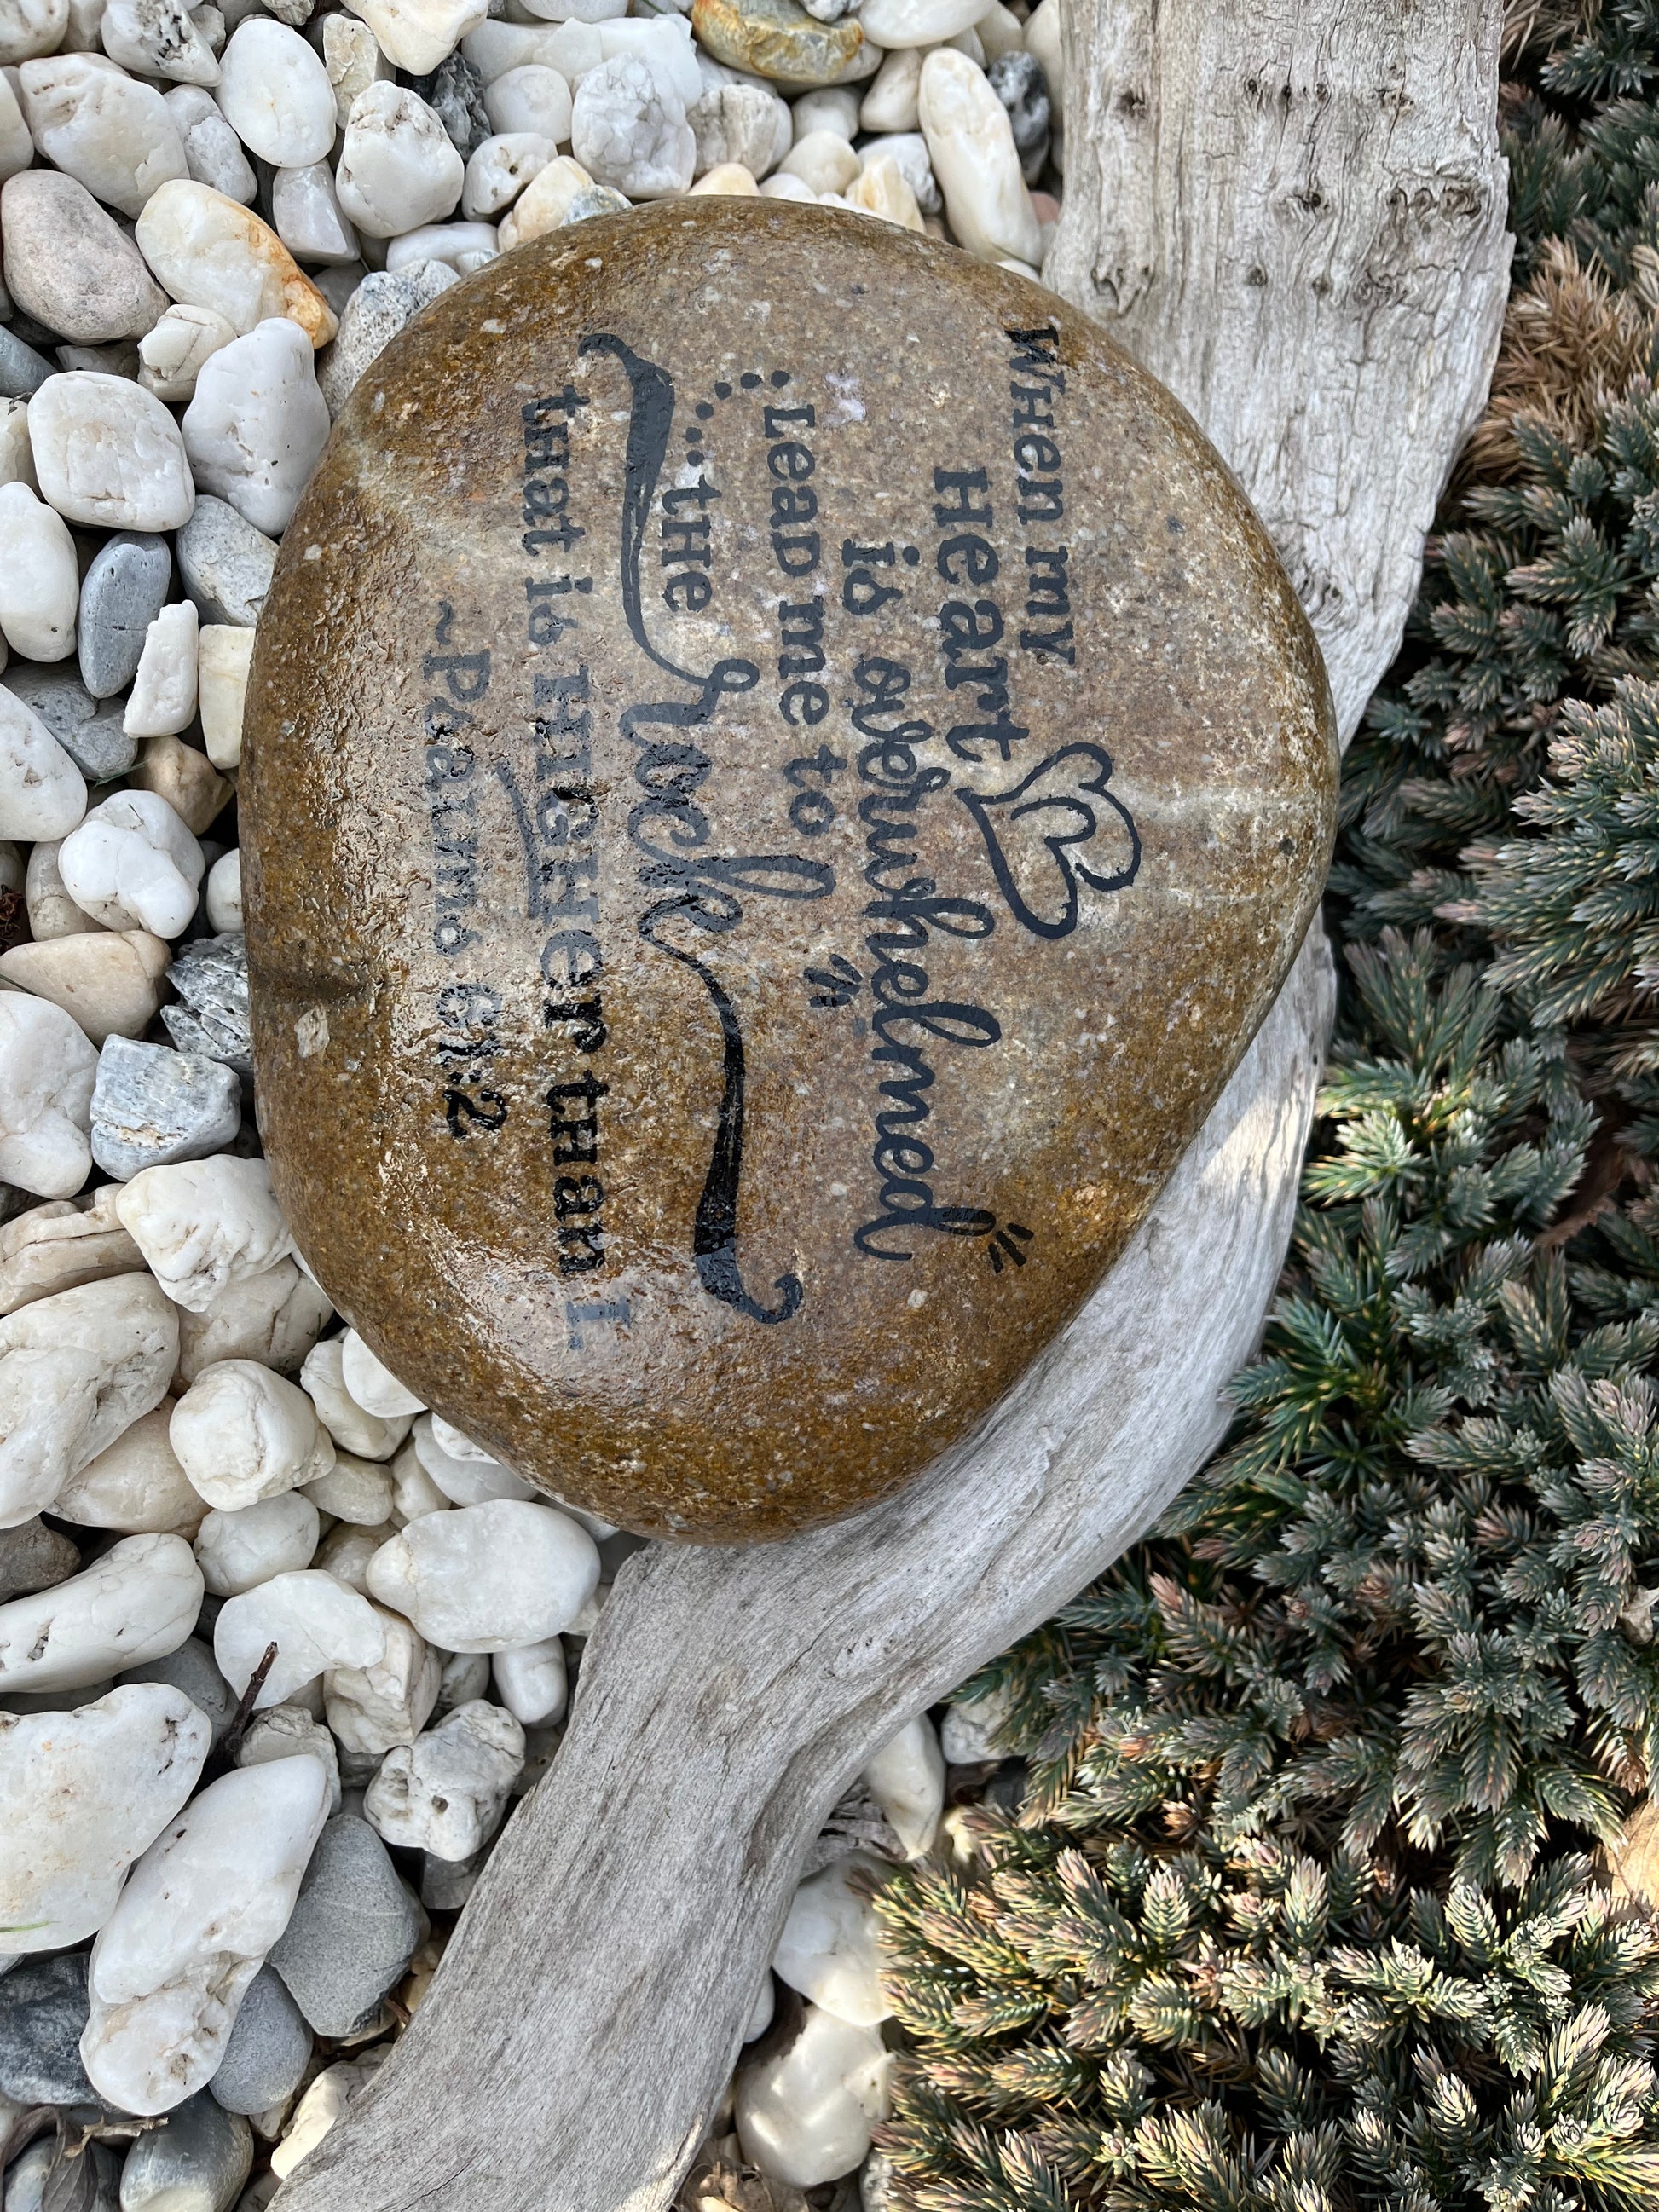 When my
Heart
is overwhelmed
Lead me to
...the
rock
that is HIGHer than I
~Psalms 61:2